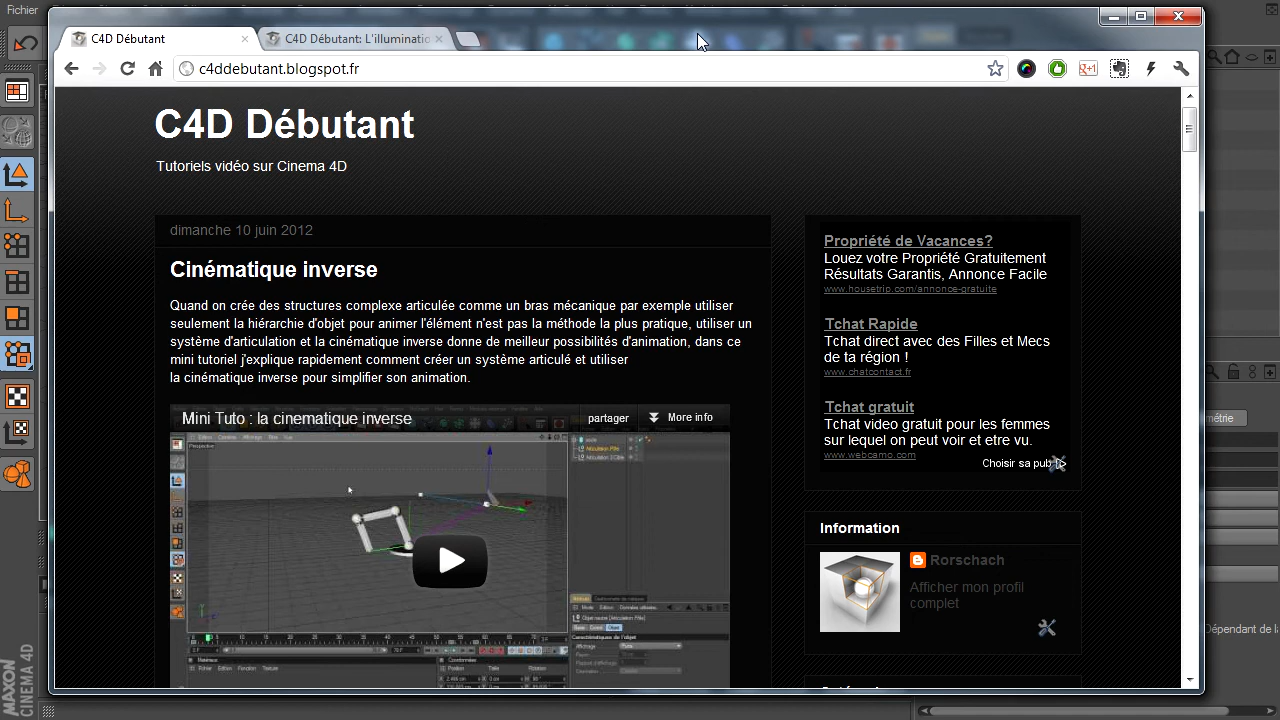 Fichier
C4D Débutant
C4D Débutant: L'illuminatio
c4ddebutant.blogspot.fr
C4D Débutant
Tutoriels vidéo sur Cinema 4D
dimanche 10 juin 2012
Cinématique inverse
Quand on crée des structures complexe articulée comme un bras mécanique par exemple utiliser
seulement la hiérarchie d'objet pour animer l'élément n'est pas la méthode la plus pratique, utiliser un
système d'articulation et la cinématique inverse donne de meilleur possibilités d'animation, dans ce
mini tutoriel j'explique rapidement comment créer un système articulé et utiliser
la cinématique inverse pour simplifier son animation.
Mini Tuto : la cinematique inverse
partager
More info
Perspective
Coordonnées
Propriété de Vacances?
Louez votre Propriété Gratuitement
Résultats Garantis, Annonce Facile
www.housetrip.com/annonce-gratuite
Tchat Rapide
Tchat direct avec des Filles et Mecs
de ta région !
www.chatcontact.fr
Tchat gratuit
Tchat video gratuit pour les femmes
sur lequel on peut voir et etre vu.
www.webcamo.com
Choisir sa pub
Information
Rorschach
Afficher mon profil
complet
métrie
Dépendant de la
MAXON
CINEMA 4D